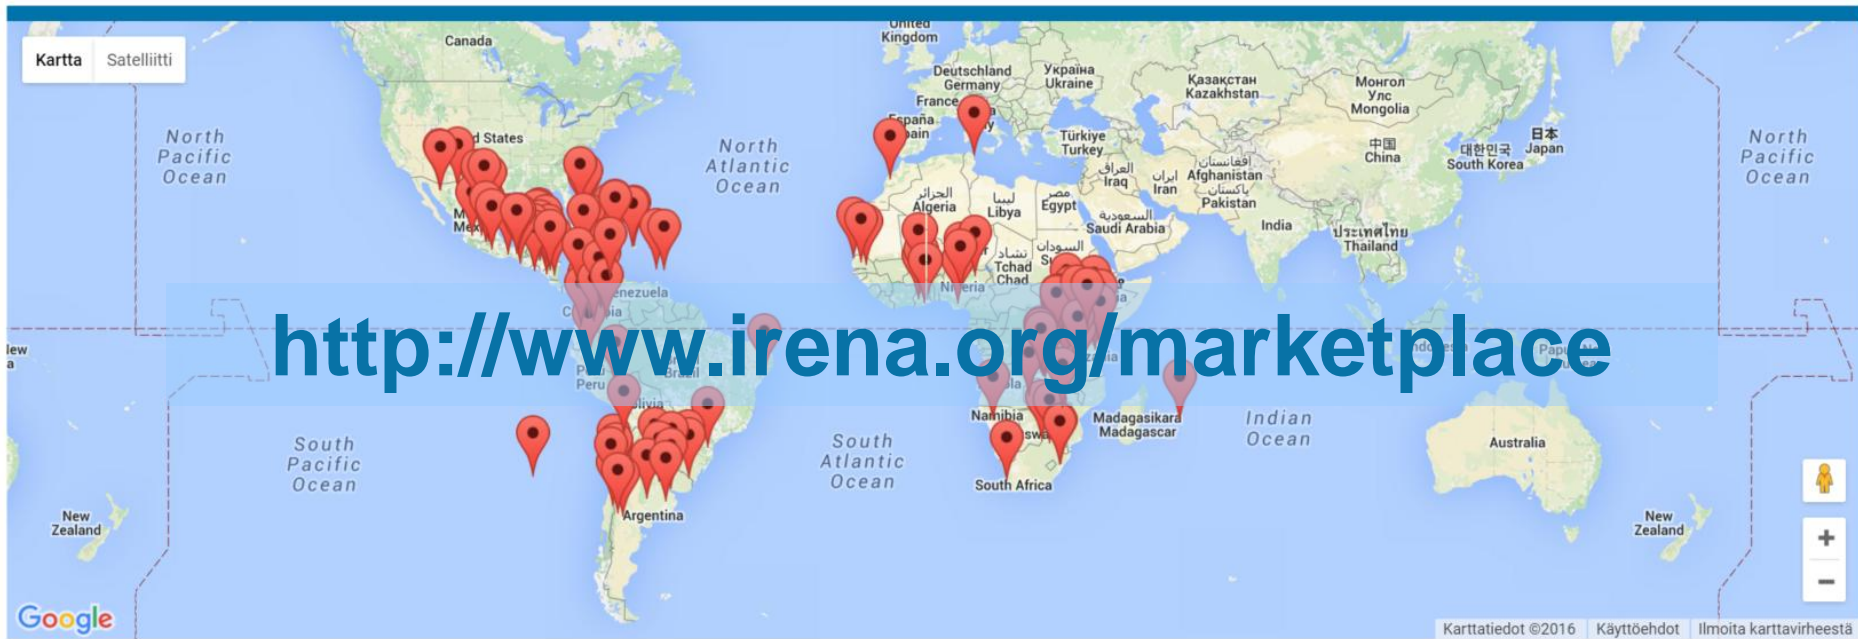 Kartta Satelliitti
Canada
United
Kingdom
Deutschland
Germany
Україна
Ukraine
Қазақстан
Kazakhstan
Монгол
Улс
Mongolia
France
España
North
Pacific
Ocean
North
Atlantic
Ocean
Türkiye
Turkey
中国
China
대한민국
South Korea
日本
Japan
North
Pacific
Ocean
العراق
Iraq
ایران
Iran
افغانستان
Afghanistan
پاکستان
Pakistan
الجزائر
Algeria
ليبيا
Libya
مصر
Egypt
السعودية
Saudi Arabia
India
ประเทศไทย
Thailand
تشاد
Tchad
Chad
السودان
Nigeria
http://www.irena.org/marketplace
Peru
Brazil
Namibia
Madagasikara
Madagascar
South
Pacific
Ocean
South
Atlantic
Ocean
Indian
Ocean
Australia
South Africa
Argentina
New
Zealand
New
Zealand
+
−
Google
Karttatiedot ©2016 Käyttöehdot Ilmoita karttavirheestä